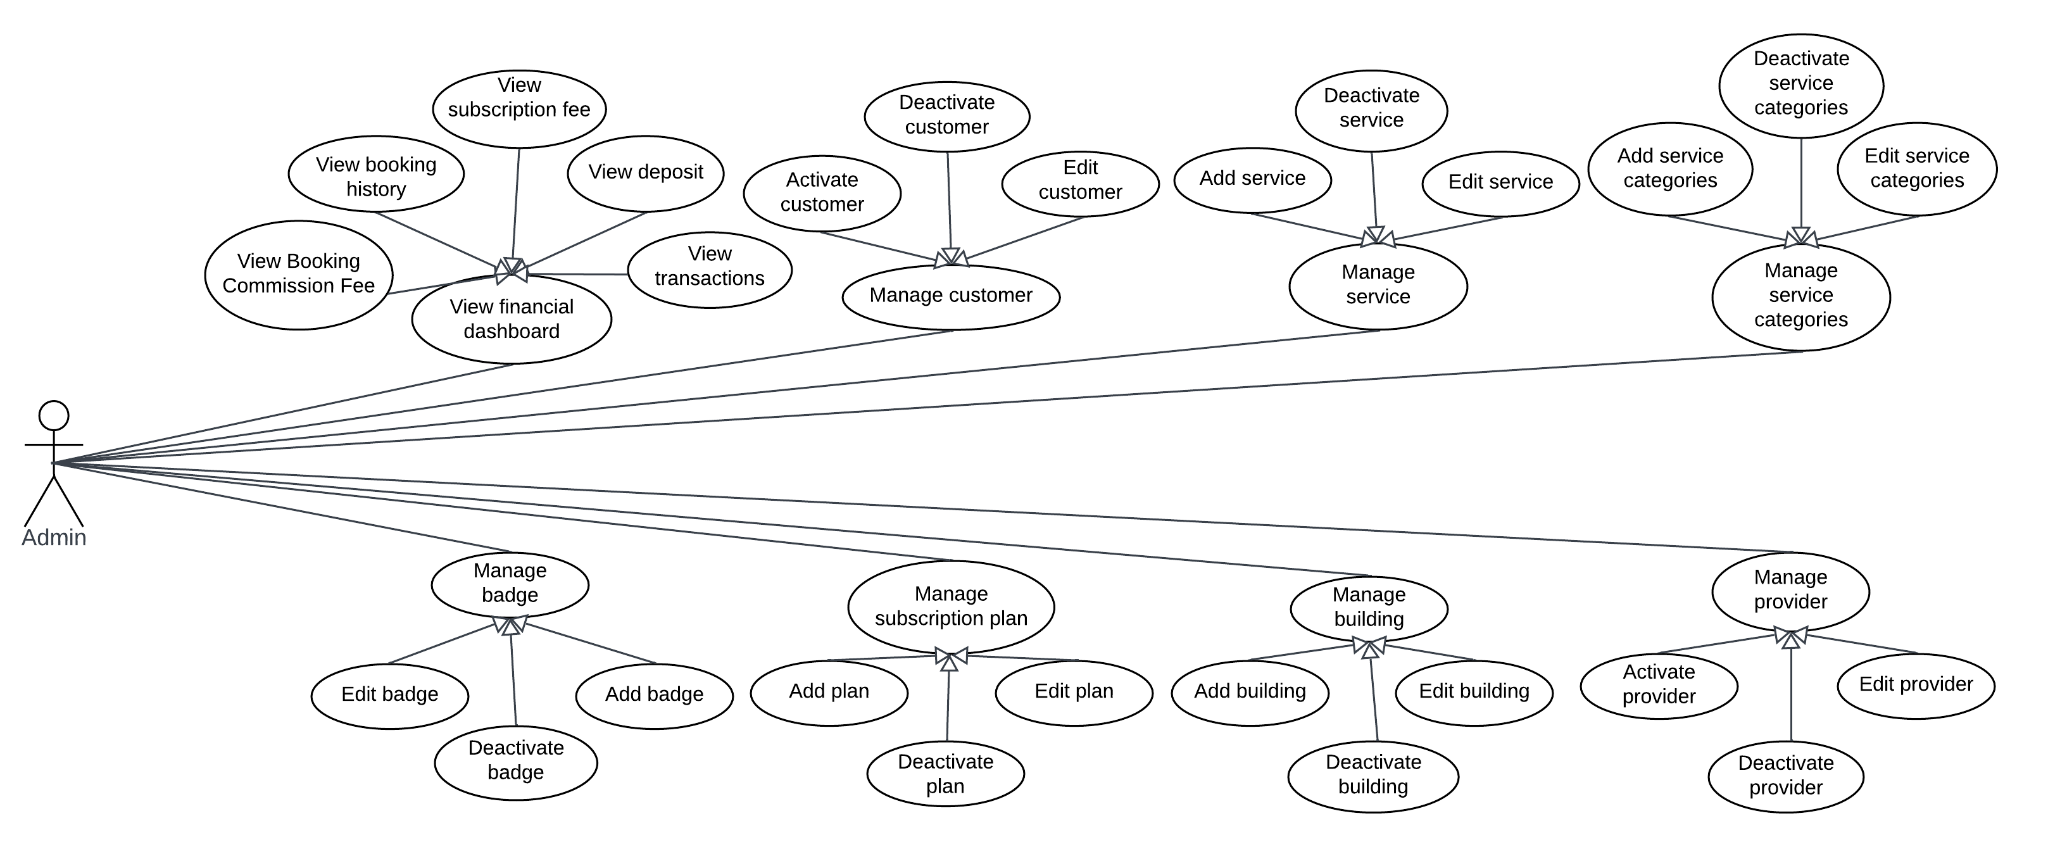 View
subscription fee
View booking
history
View deposit
View Booking
Commission Fee
View
transactions
View financial
dashboard
Deactivate
customer
Activate
customer
Edit
customer
Manage customer
Deactivate
service
Add service
Edit service
Manage
service
Deactivate
service
categories
Add service
categories
Edit service
categories
Manage
service
categories
Admin
Manage
badge
Edit badge
Add badge
Deactivate
badge
Manage
subscription plan
Add plan
Edit plan
Deactivate
plan
Manage
building
Add building
Edit building
Deactivate
building
Manage
provider
Activate
provider
Edit provider
Deactivate
provider